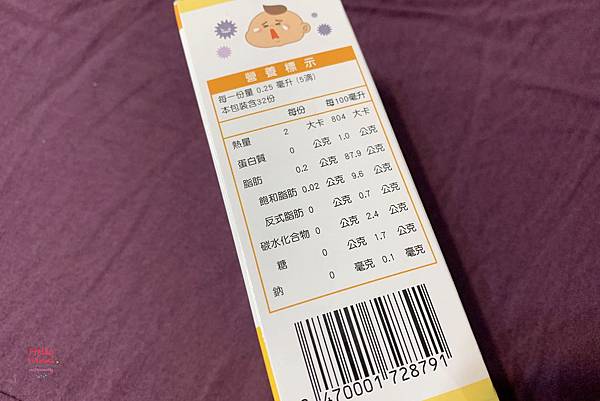 營養標示
每一份量 0.25 毫升 (5滴)
本包裝含32份
每份 每100毫升
熱量 2 大卡 804 大卡
蛋白質 0 公克 1.0 公克
脂肪 0.2 公克 87.9 公克
飽和脂肪 0.02 公克 9.6 公克
反式脂肪 0 公克 0.7 公克
碳水化合物 0 公克 2.4 公克
糖 0 公克 1.7 公克
鈉 0 毫克 0.1 毫克
470001 728791